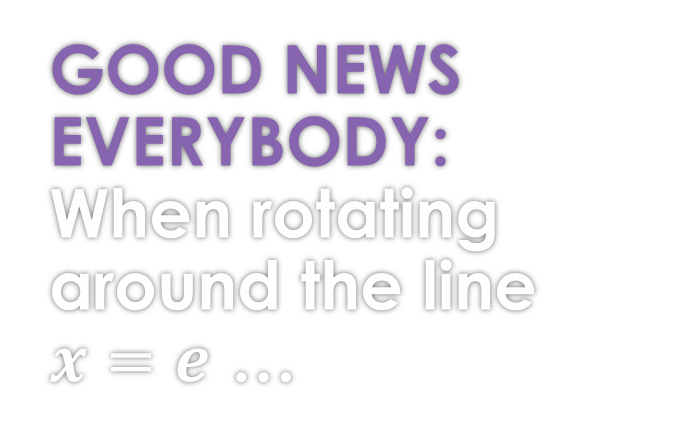 GOOD NEWS
EVERYBODY:
When rotating
around the line
𝒙 = 𝒆 …